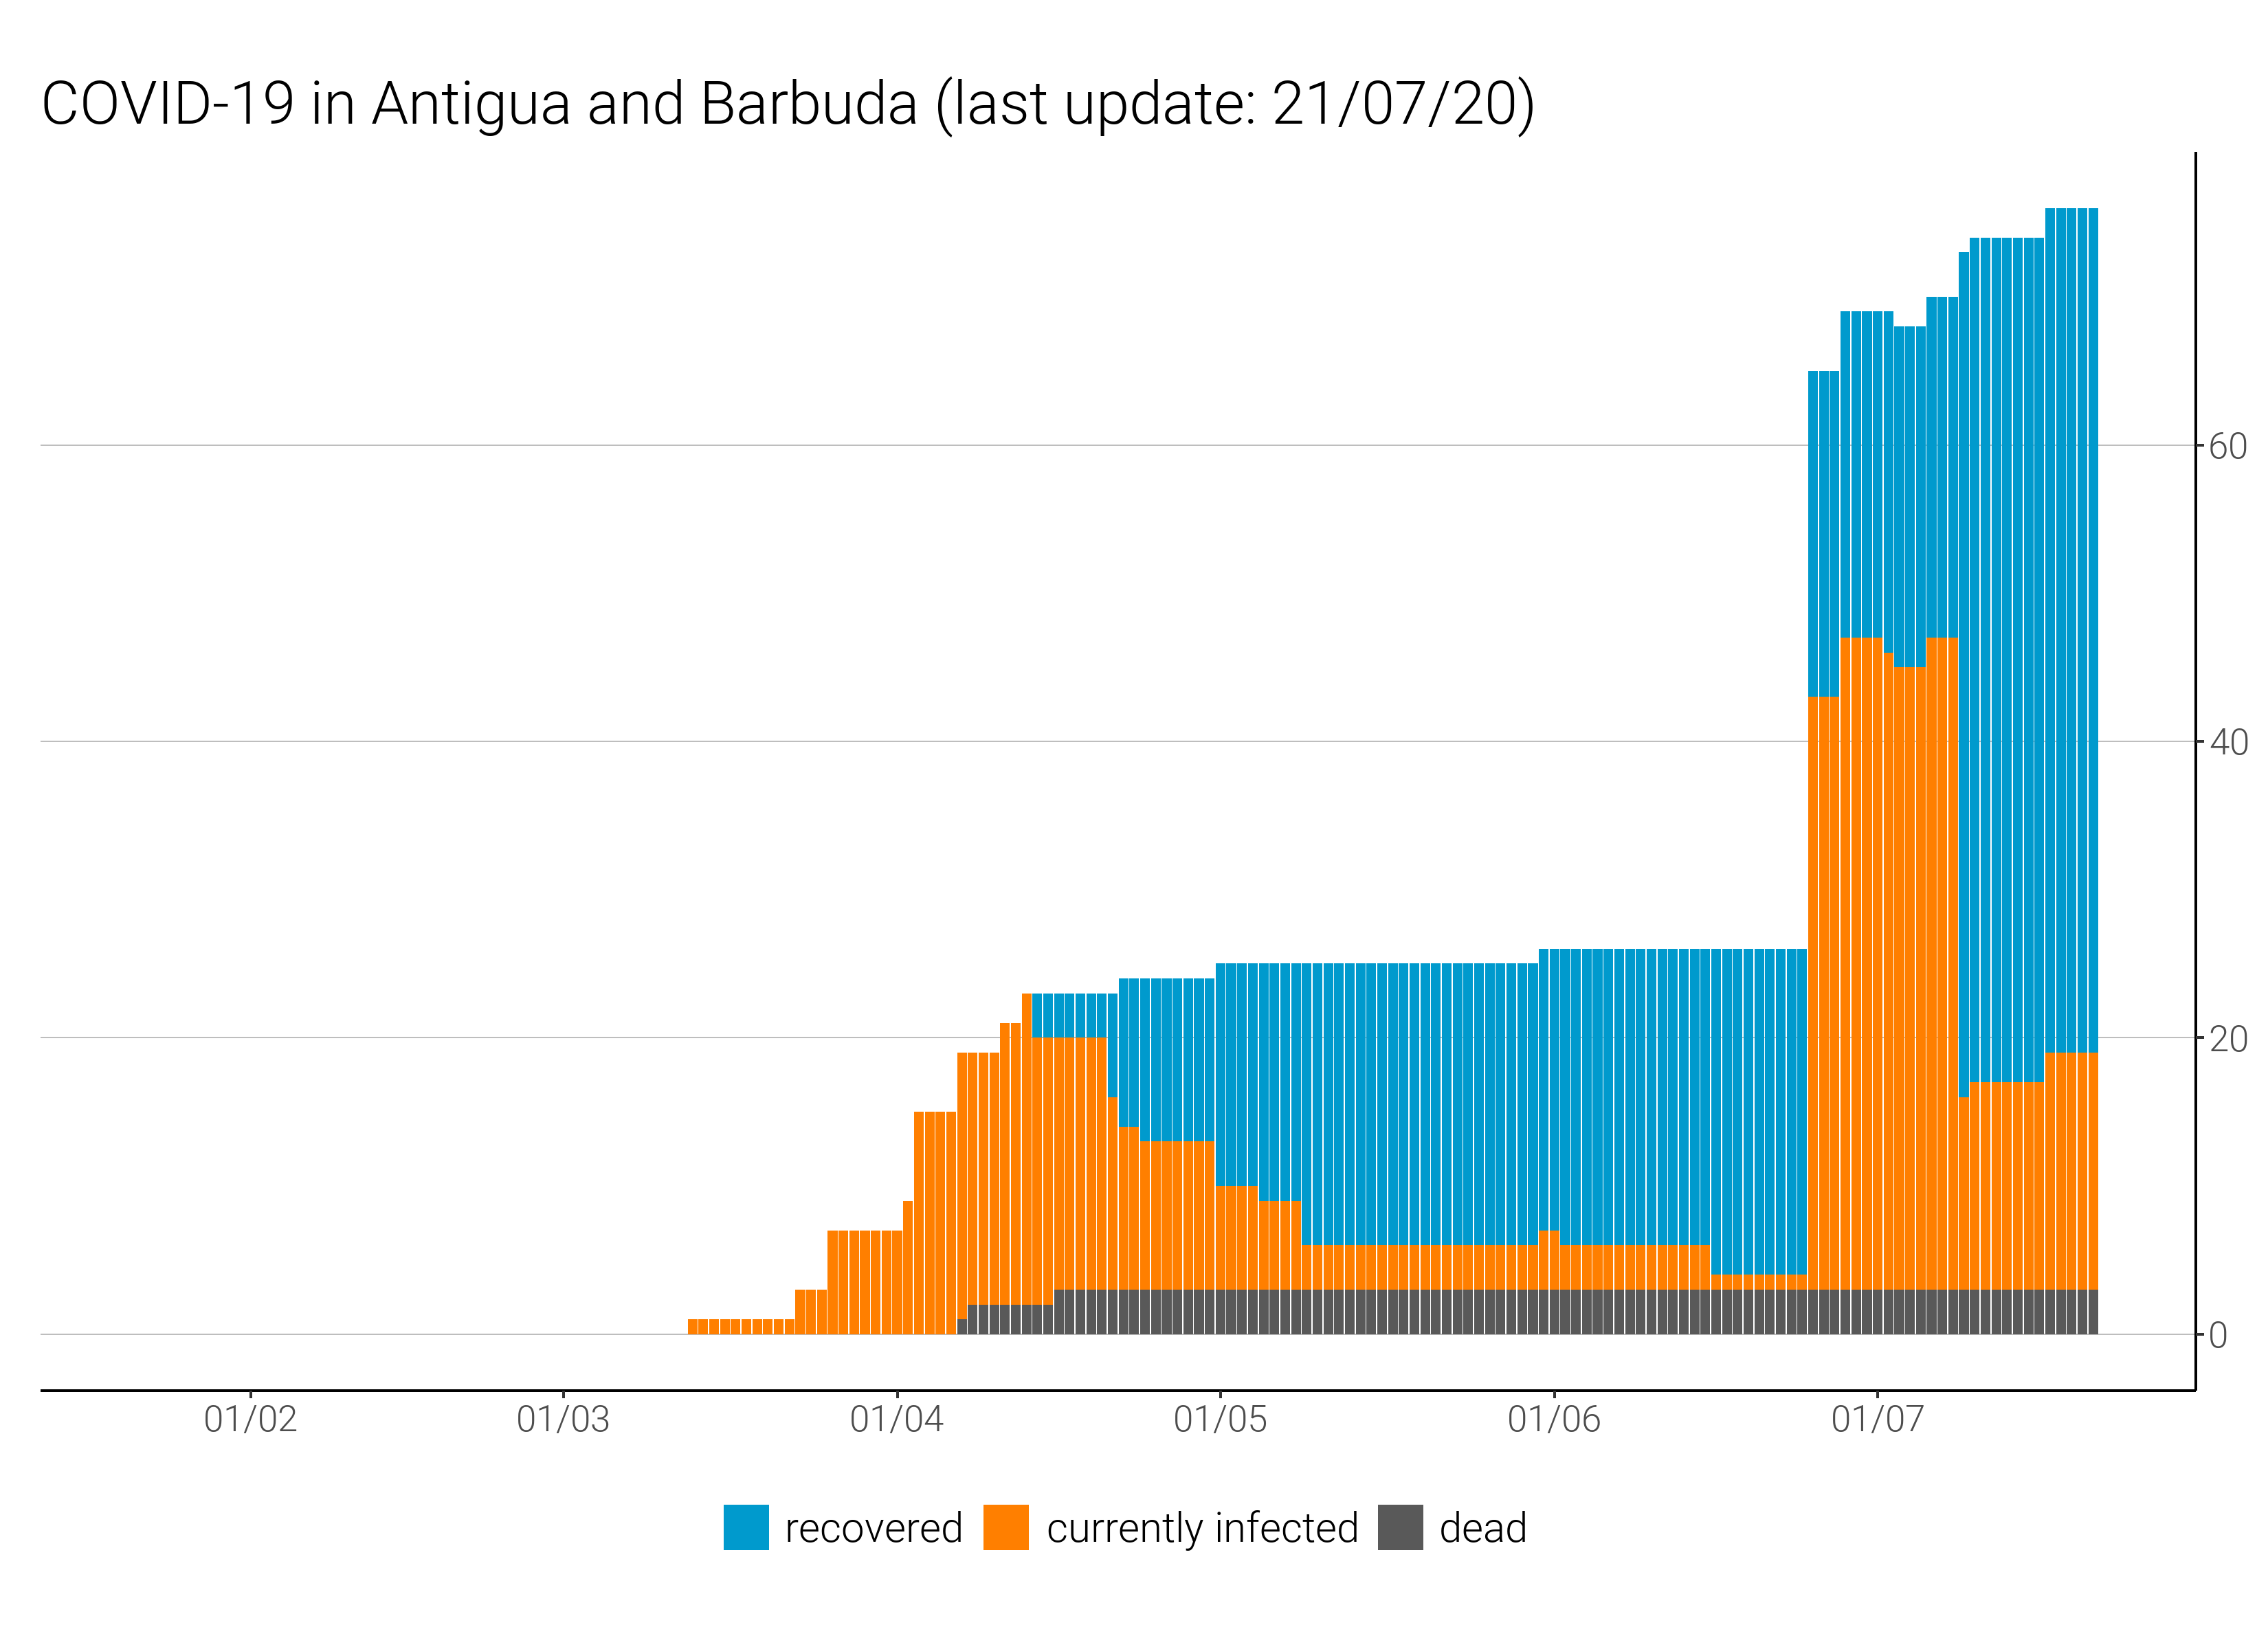 COVID-19 in Antigua and Barbuda (last update: 21/07/20)
60
40
20
0
01/02 01/03 01/04 01/05 01/06 01/07
recovered currently infected dead